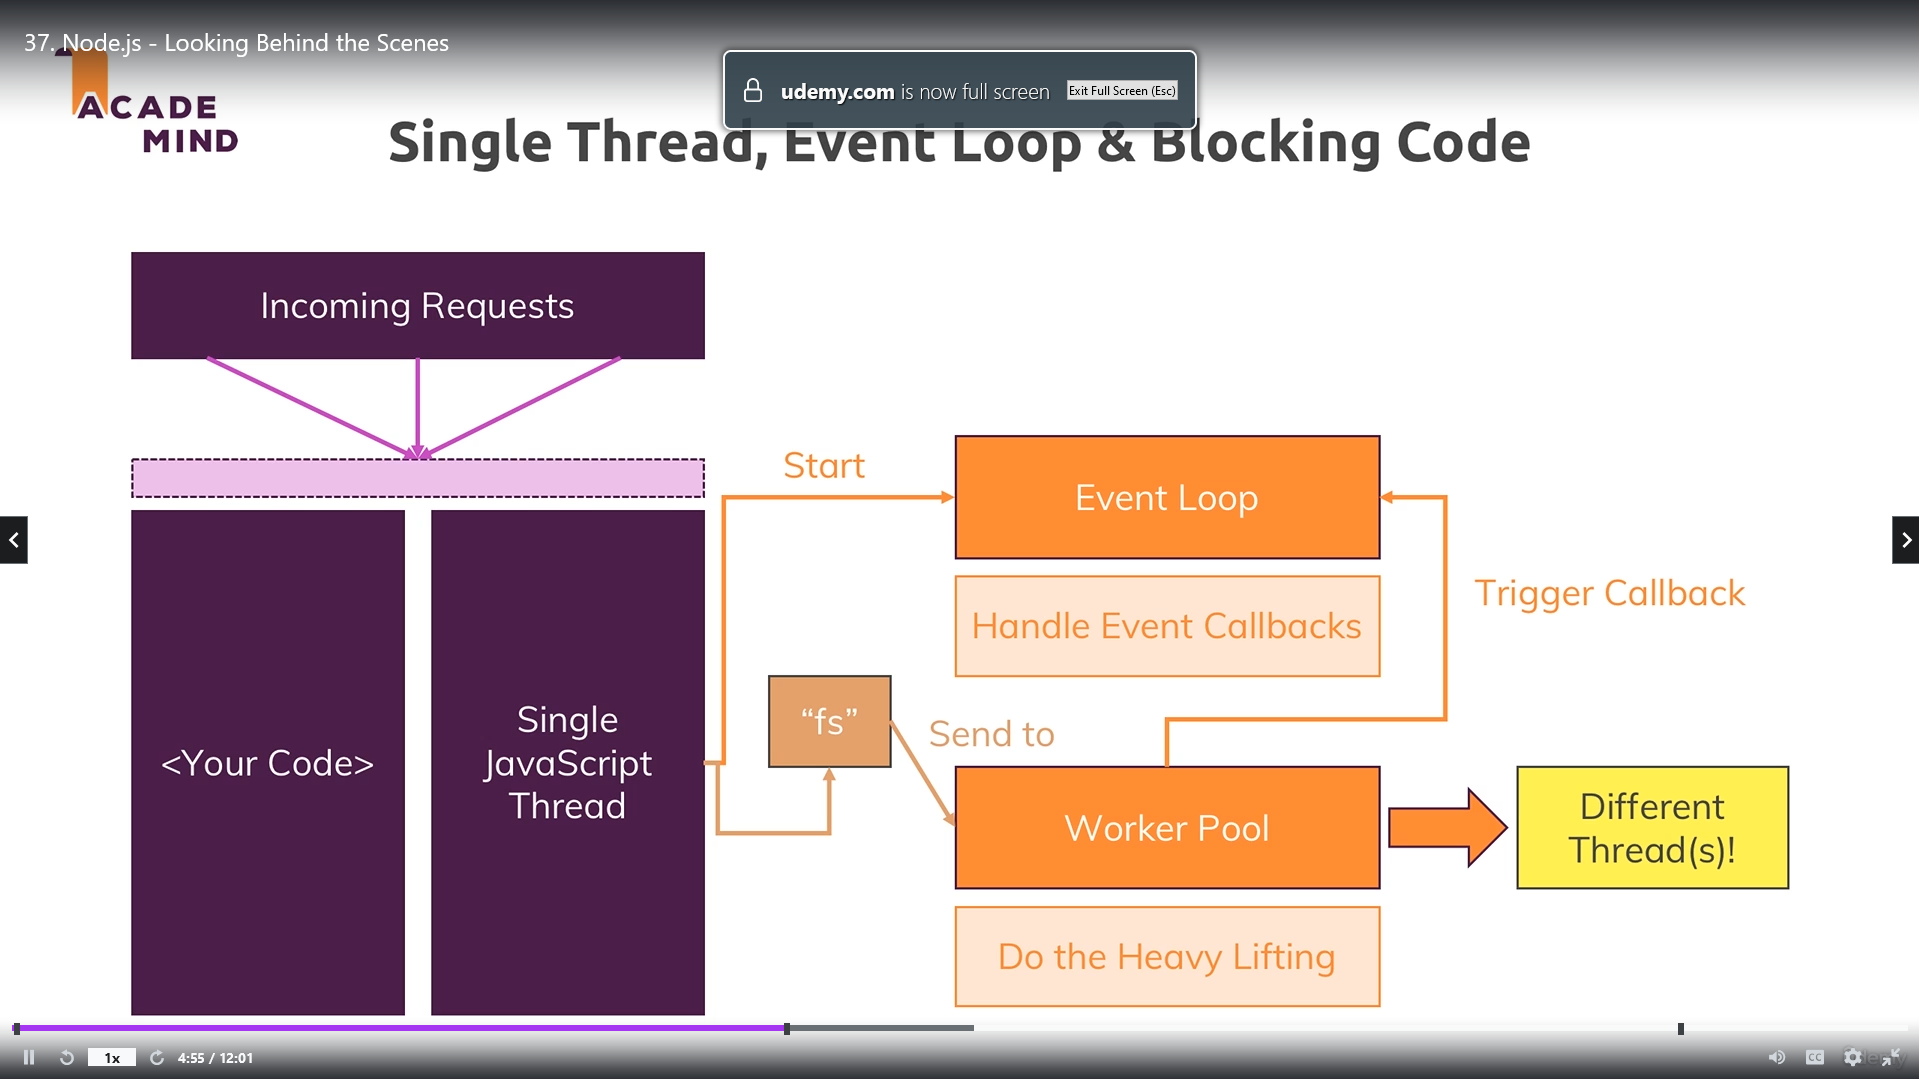 37. Node.js - Looking Behind the Scenes
ACADE
MIND
udemy.com is now full screen
Exit Full Screen (Esc)
Single Thread, Event Loop & Blocking Code
Incoming Requests
Start
Event Loop
Trigger Callback
Handle Event Callbacks
<Your Code>
Single
JavaScript
Thread
“fs”
Send to
Worker Pool
Different
Thread(s)!
Do the Heavy Lifting
1x
4:55 / 12:01
CC